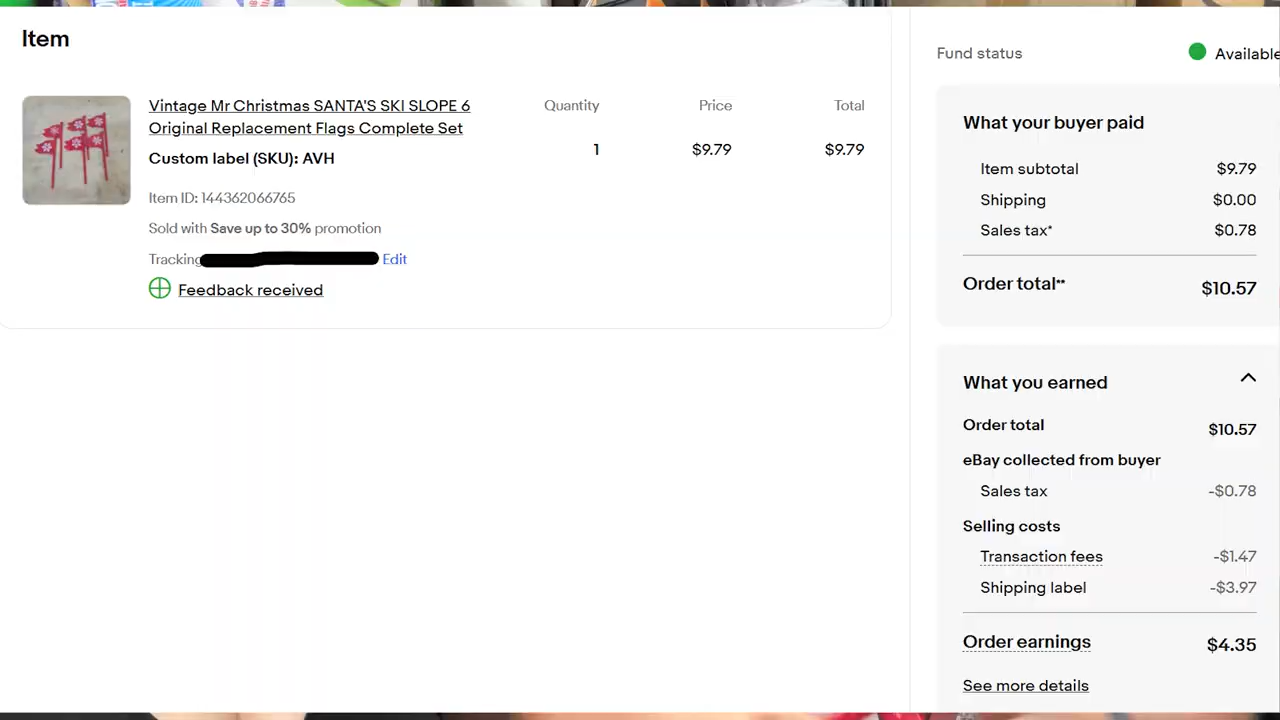 Item
Vintage Mr Christmas SANTA'S SKI SLOPE 6
Original Replacement Flags Complete Set
Custom label (SKU): AVH
Item ID: 144362066765
Sold with Save up to 30% promotion
Tracking Edit
Feedback received
Quantity Price Total
1 $9.79 $9.79
Fund status Available
What your buyer paid
Item subtotal $9.79
Shipping $0.00
Sales tax* $0.78
Order total** $10.57
What you earned
Order total $10.57
eBay collected from buyer
Sales tax -$0.78
Selling costs
Transaction fees -$1.47
Shipping label -$3.97
Order earnings $4.35
See more details